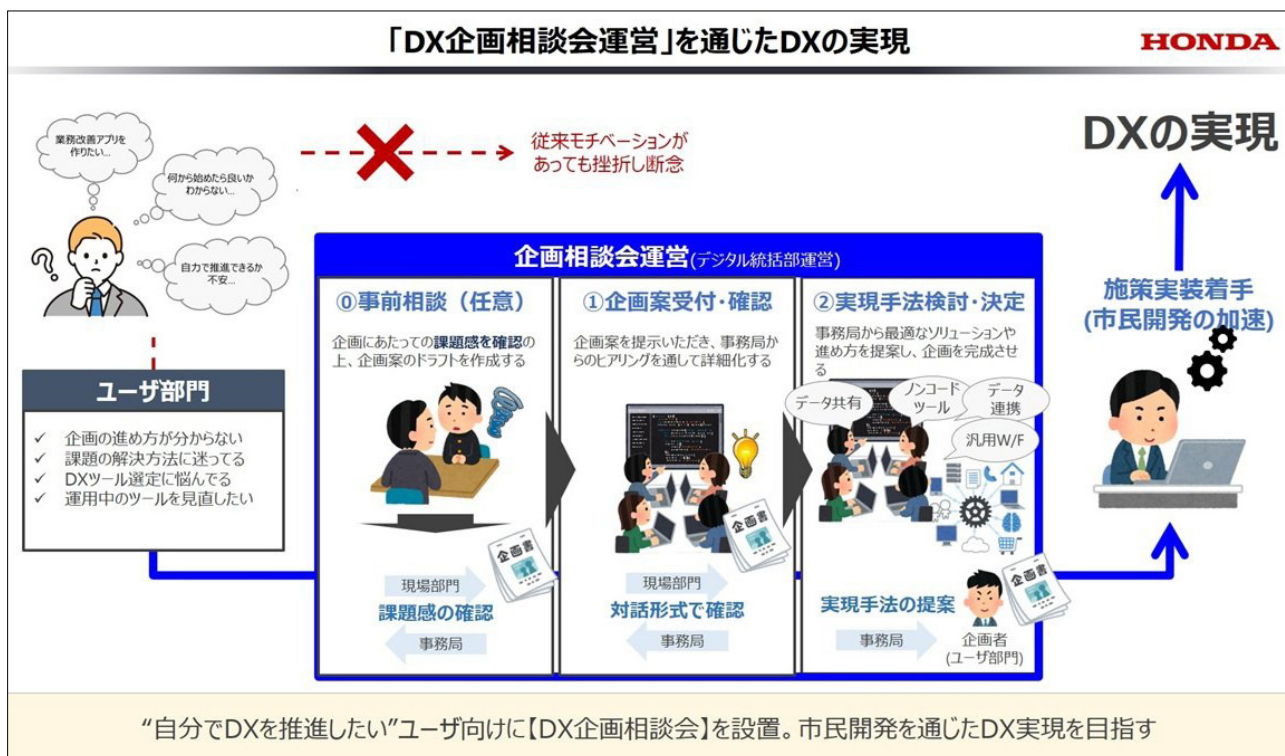 「DX企画相談会運営」を通じたDXの実現
HONDA
業務改善アプリを
作りたい...
何から始めたら良いか
わからない...
自力で推進できるか
不安...
従来モチベーションが
あっても挫折し断念
DXの実現
施策実装着手
(市民開発の加速)
ユーザ部門
✓ 企画の進め方が分からない
✓ 課題の解決方法に迷ってる
✓ DXツール選定に悩んでる
✓ 運用中のツールを見直したい
企画相談会運営(デジタル統括部運営)
⓪事前相談（任意）
企画にあたっての課題感を確認の
上、企画案のドラフトを作成する
企画書
現場部門
課題感の確認
事務局
①企画案受付・確認
企画案を提示いただき、事務局か
らのヒアリングを通して詳細化する
企画書
現場部門
対話形式で確認
事務局
②実現手法検討・決定
事務局から最適なソリューションや
進め方を提案し、企画を完成させ
る
データ共有
ノンコード
ツール
データ
連携
汎用W/F
実現手法の提案
事務局
企画書
企画者
(ユーザ部門)
“自分でDXを推進したい”ユーザ向けに【DX企画相談会】を設置。市民開発を通じたDX実現を目指す